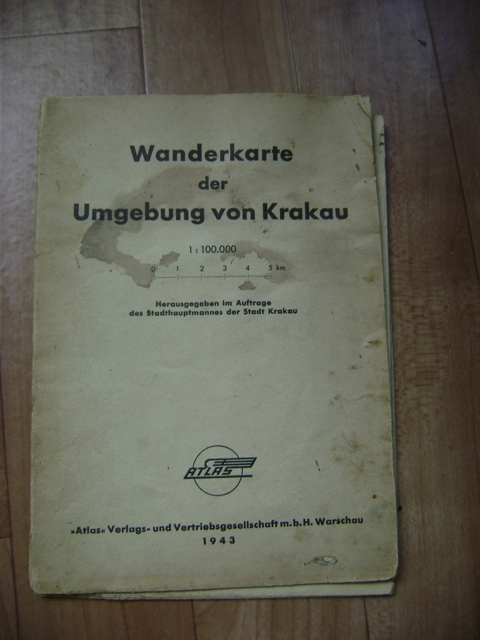 Wanderkarte
der
Umgebung von Krakau
1:100.000
0 1 2 3 4 5 km
Herausgegeben im Auftrage
des Stadthauptmannes der Stadt Krakau
ATLAS
»Atlas« Verlags- und Vertriebsgesellschaft m.b.H. Warschau
1943